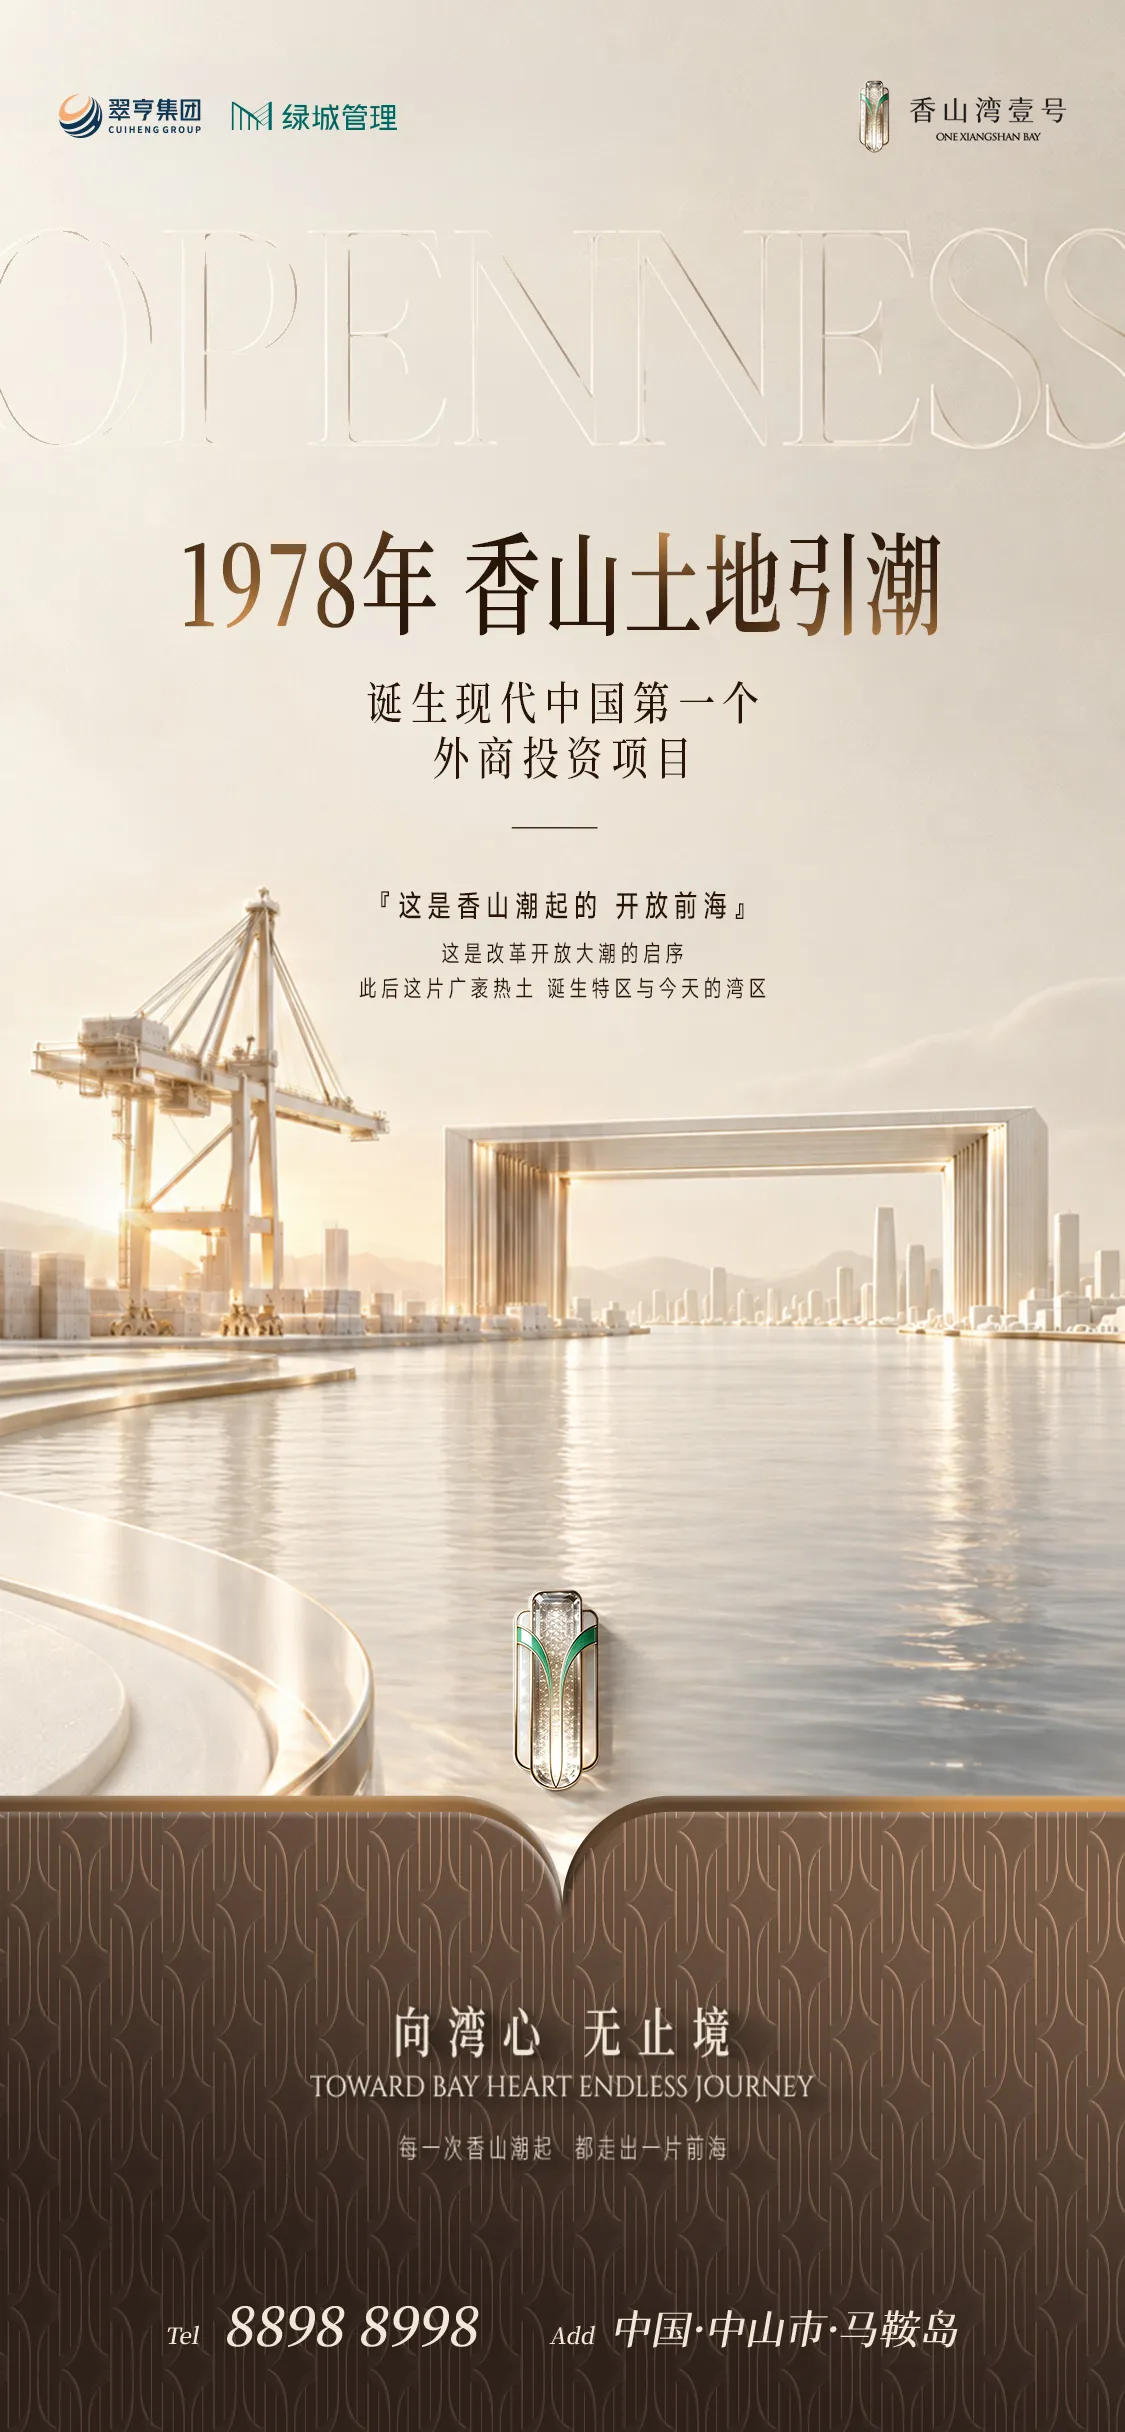 翠亨集团
CUIHENG GROUP
绿城管理
香山湾壹号
ONE XIANGSHAN BAY
OPENNESS
1978年 香山土地引潮
诞生现代中国第一个
外商投资项目
『这是香山潮起的 开放前海』
这是改革开放大潮的启序
此后这片广袤热土 诞生特区与今天的湾区
向湾心 无止境
TOWARD BAY HEART ENDLESS JOURNEY
每一次香山潮起 都走出一片前海
Tel 8898 8998 Add 中国·中山市·马鞍岛